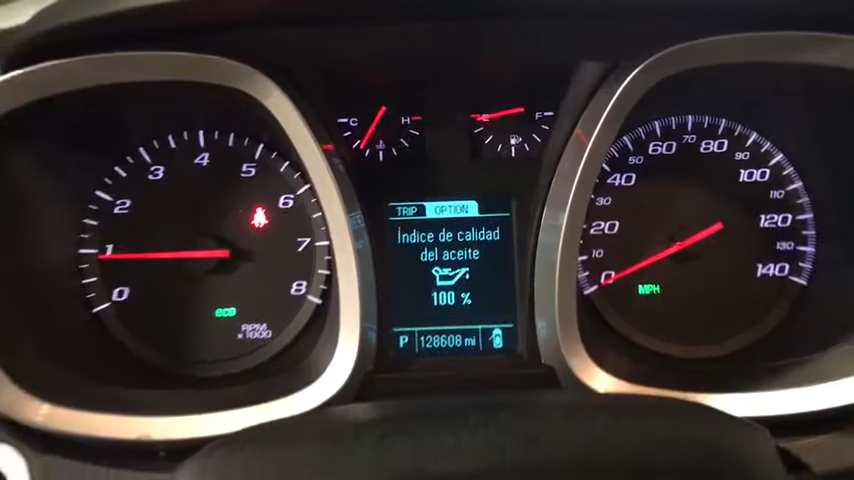 C H
E F
0 1 2 3 4 5 6 7 8
eco
RPM
x1000
TRIP OPTION
Índice de calidad
del aceite
100 %
P 128608 mi
0 10 20 30 40 50 60 70 80 90 100 110 120 130 140
MPH